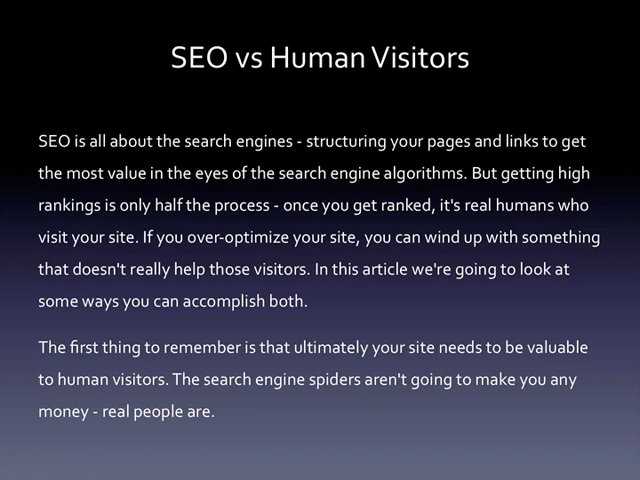 SEO vs Human Visitors
SEO is all about the search engines - structuring your pages and links to get
the most value in the eyes of the search engine algorithms. But getting high
rankings is only half the process - once you get ranked, it's real humans who
visit your site. If you over-optimize your site, you can wind up with something
that doesn't really help those visitors. In this article we're going to look at
some ways you can accomplish both.
The first thing to remember is that ultimately your site needs to be valuable
to human visitors. The search engine spiders aren't going to make you any
money - real people are.